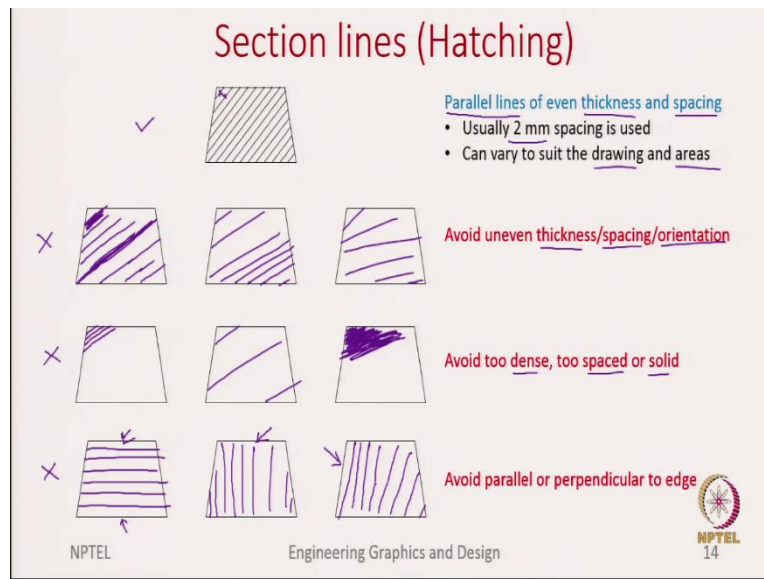 Section lines (Hatching)
Parallel lines of even thickness and spacing
• Usually 2 mm spacing is used
• Can vary to suit the drawing and areas
Avoid uneven thickness/spacing/orientation
Avoid too dense, too spaced or solid
Avoid parallel or perpendicular to edge
NPTEL
NPTEL
Engineering Graphics and Design
14